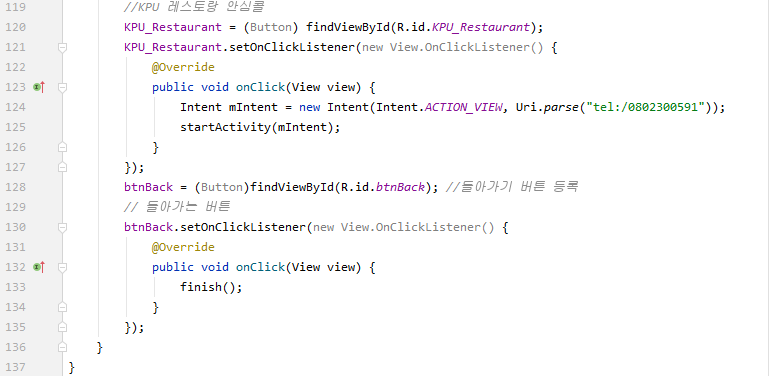 119 //KPU 레스토랑 안심콜
120 KPU_Restaurant = (Button) findViewById(R.id.KPU_Restaurant);
121 KPU_Restaurant.setOnClickListener(new View.OnClickListener() {
122 @Override
123 public void onClick(View view) {
124 Intent mIntent = new Intent(Intent.ACTION_VIEW, Uri.parse("tel:/0802300591"));
125 startActivity(mIntent);
126 }
127 });
128 btnBack = (Button)findViewById(R.id.btnBack); //돌아가기 버튼 등록
129 // 돌아가는 버튼
130 btnBack.setOnClickListener(new View.OnClickListener() {
131 @Override
132 public void onClick(View view) {
133 finish();
134 }
135 });
136 }
137 }